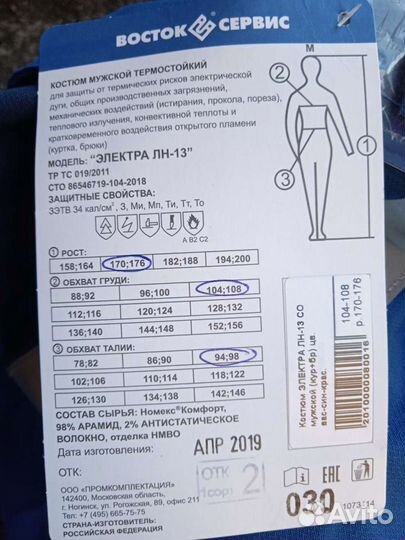 ВОСТОК СЕРВИС
КОСТЮМ МУЖСКОЙ ТЕРМОСТОЙКИЙ
для защиты от термических рисков электрической
дуги, общих производственных загрязнений,
механических воздействий (истирания, прокола, пореза),
теплового излучения, конвективной теплоты и
кратковременного воздействия открытого пламени
(куртка, брюки)
МОДЕЛЬ: "ЭЛЕКТРА ЛН-13"
ТР ТС 019/2011
СТО 86546719-104-2018
ЗАЩИТНЫЕ СВОЙСТВА:
ЗЭТВ 34 кал/см², З, Ми, Мп, Ти, Тт, То
A B2 C2
М
2
1
3
1 РОСТ:
158;164 170;176 182;188 194;200
2 ОБХВАТ ГРУДИ:
88;92 96;100 104;108
112;116 120;124 128;132
136;140 144;148 152;156
3 ОБХВАТ ТАЛИИ:
78;82 86;90 94;98
102;106 110;114 118;122
126;130 134;138 142;146
СОСТАВ СЫРЬЯ: Номекс®Комфорт,
98% АРАМИД, 2% АНТИСТАТИЧЕСКОЕ
ВОЛОКНО, отделка НМВО
Дата изготовления: АПР 2019
ОТК:
ОТК
1 сорт 2
ООО "ПРОМКОМПЛЕКТАЦИЯ"
142400, Московская область,
г. Ногинск, ул. Рогожская, 89, офис 211
Тел: +7 (495) 665-75-75
СТРАНА-ИЗГОТОВИТЕЛЬ:
РОССИЙСКАЯ ФЕДЕРАЦИЯ
Костюм ЭЛЕКТРА ЛН-13 СО
мужской (кур+бр) цв.
вас-син-крас.
104-108
р. 170-176
2010000080016
ЕАС
030
Avito